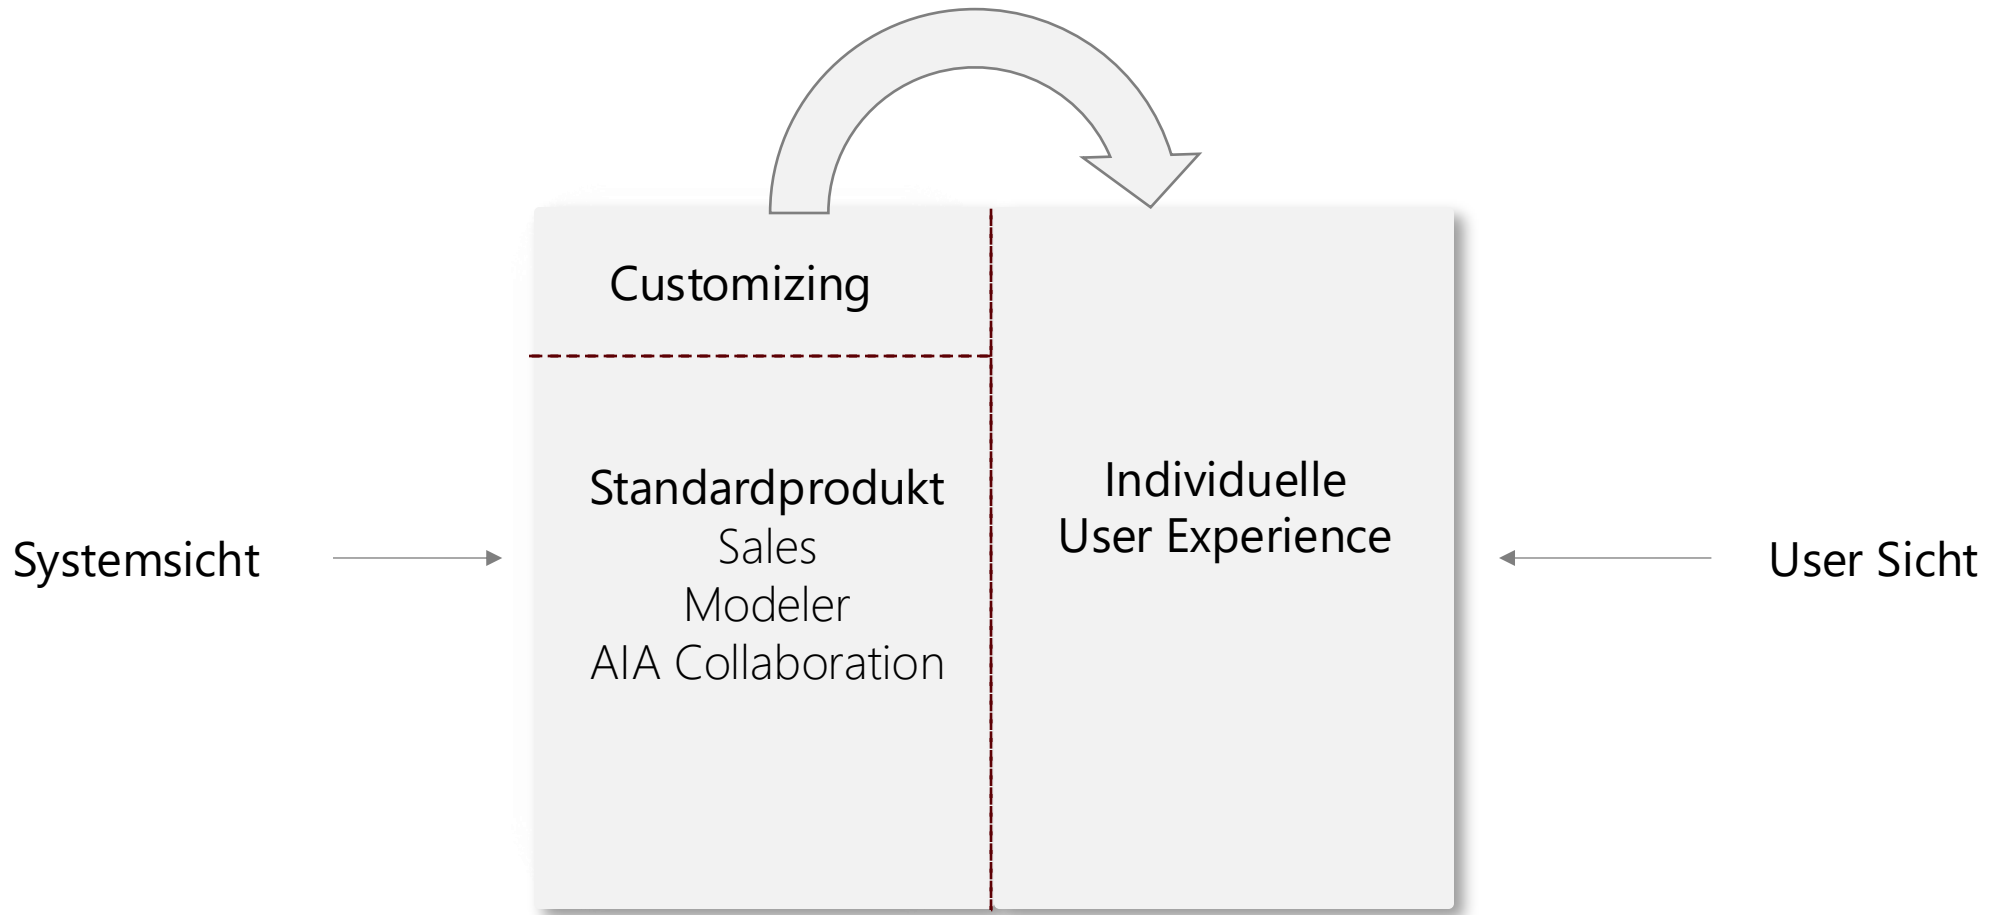 Customizing
Standardprodukt
Sales
Modeler
AIA Collaboration
Individuelle
User Experience
Systemsicht
User Sicht